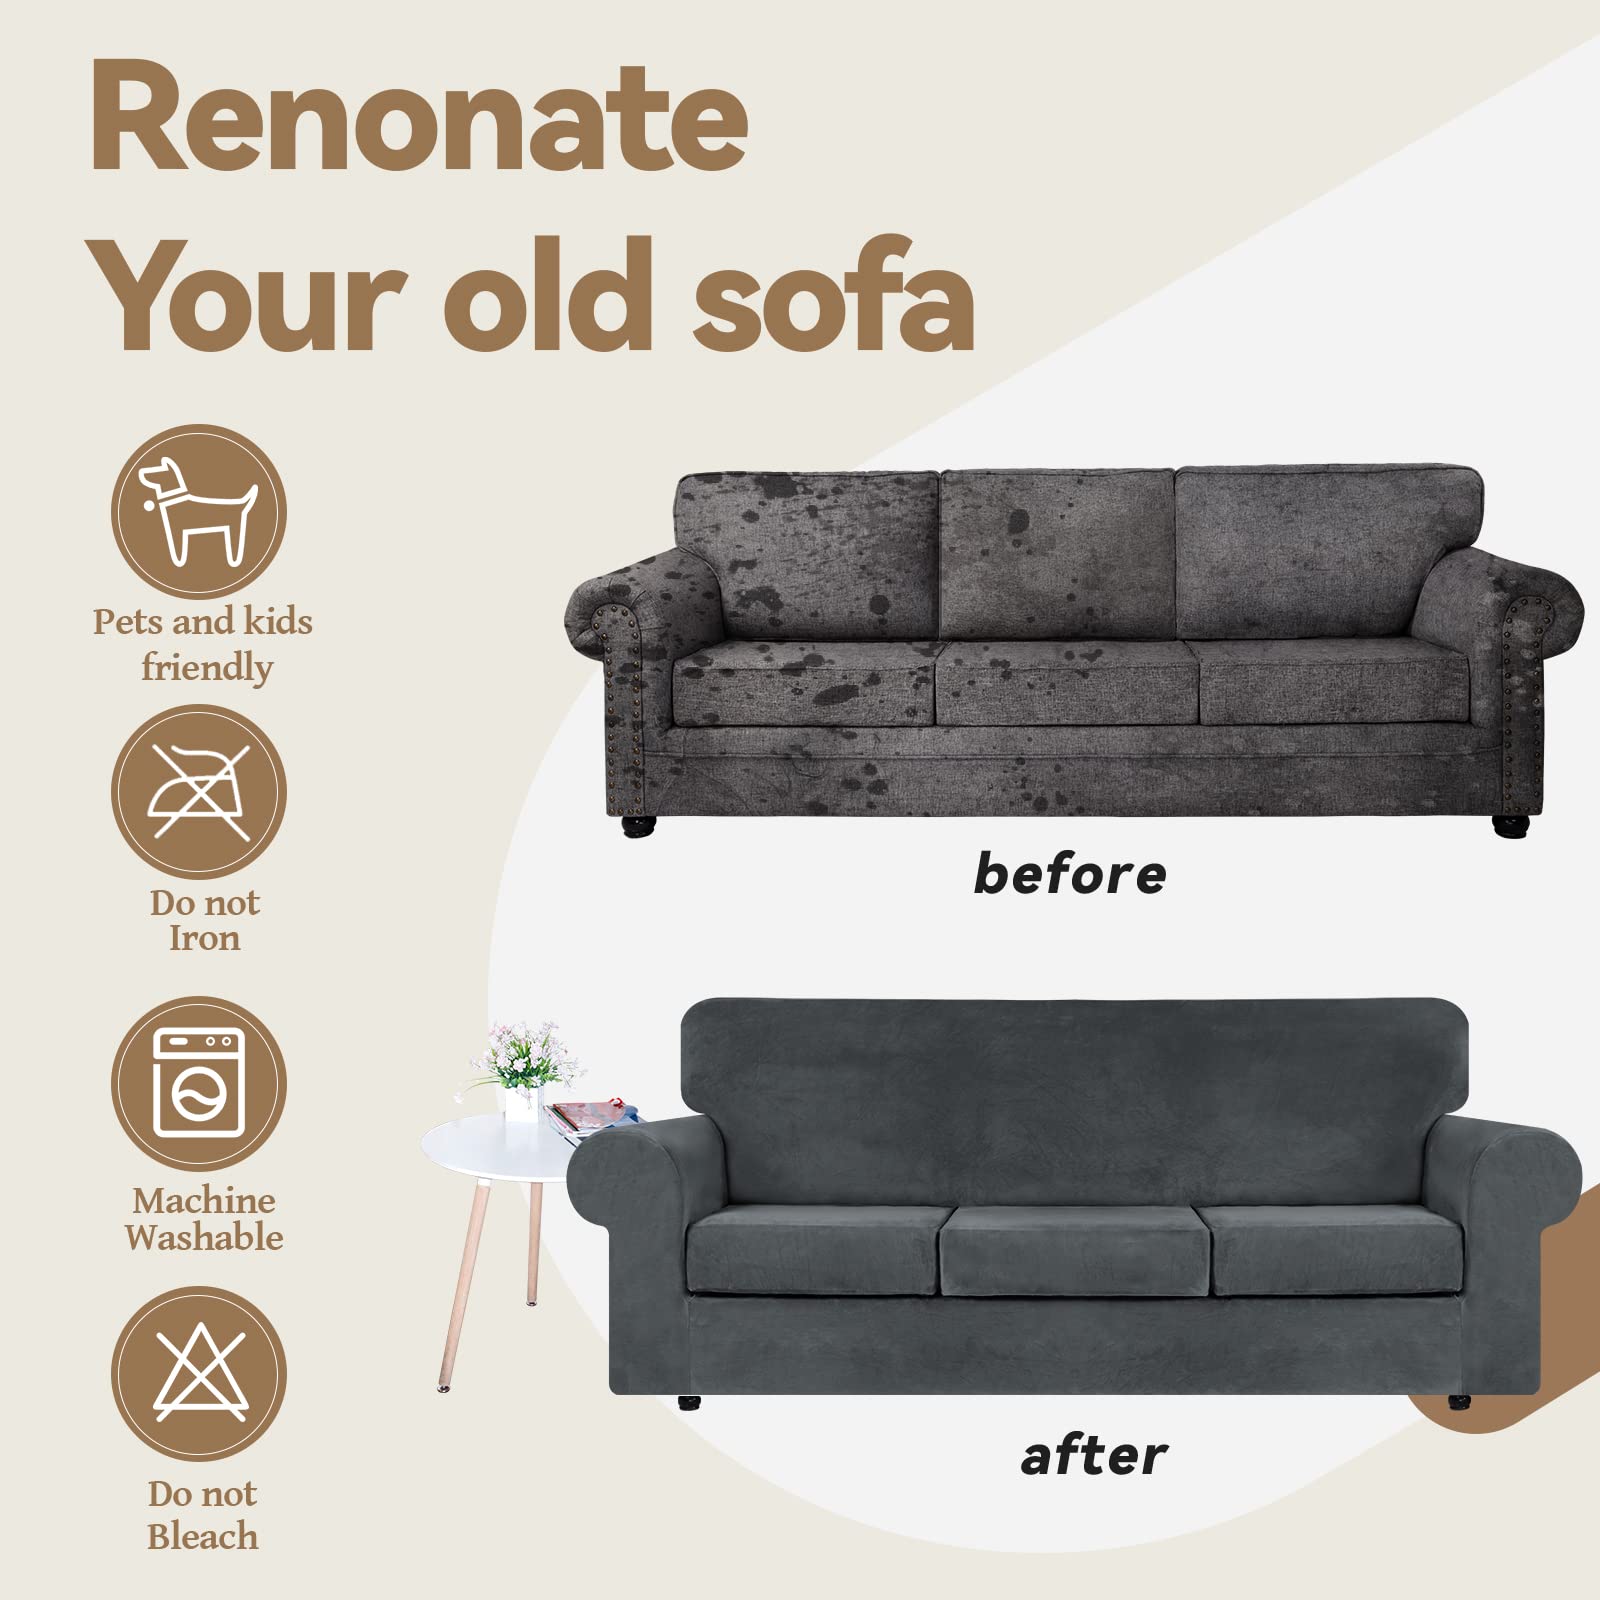 Renonate
Your old sofa
Pets and kids
friendly
Do not
Iron
Machine
Washable
Do not
Bleach
before
after